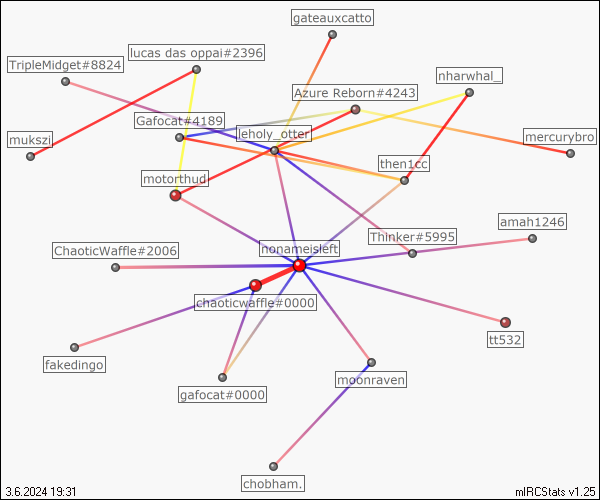 gateauxcatto
lucas das oppai#2396
TripleMidget#8824
nharwhal_
Azure Reborn#4243
Gafocat#4189
leholy_otter
mukszi
mercurybro
then1cc
motorthud
amah1246
Thinker#5995
ChaoticWaffle#2006
nonameisleft
chaoticwaffle#0000
tt532
fakedingo
moonraven
gafocat#0000
chobham.
3.6.2024 19:31
mIRCStats v1.25